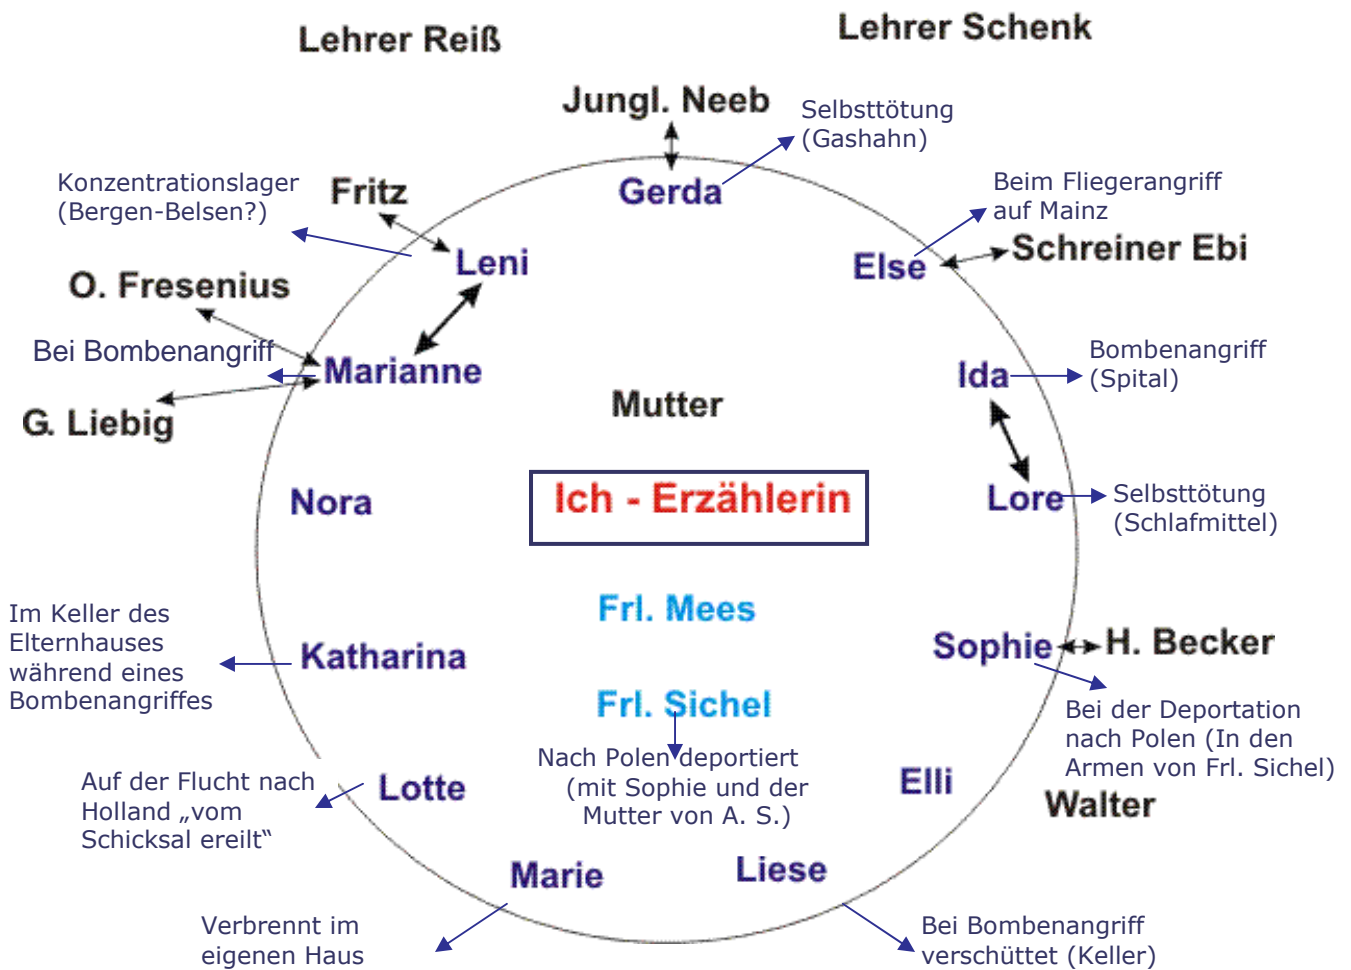 Lehrer Reiß
Lehrer Schenk
Jungl. Neeb
Selbsttötung
(Gashahn)
Konzentrationslager
(Bergen-Belsen?)
Fritz
Gerda
Beim Fliegerangriff
auf Mainz
Leni
Else
Schreiner Ebi
O. Fresenius
Bei Bombenangriff
Marianne
Ida
Bombenangriff
(Spital)
G. Liebig
Mutter
Nora
Ich - Erzählerin
Lore
Selbsttötung
(Schlafmittel)
Im Keller des
Elternhauses
während eines
Bombenangriffes
Katharina
Frl. Mees
Sophie
H. Becker
Frl. Sichel
Nach Polen deportiert
(mit Sophie und der
Mutter von A. S.)
Bei der Deportation
nach Polen (In den
Armen von Frl. Sichel)
Auf der Flucht nach
Holland „vom
Schicksal ereilt“
Lotte
Elli
Walter
Marie
Liese
Verbrennt im
eigenen Haus
Bei Bombenangriff
verschüttet (Keller)